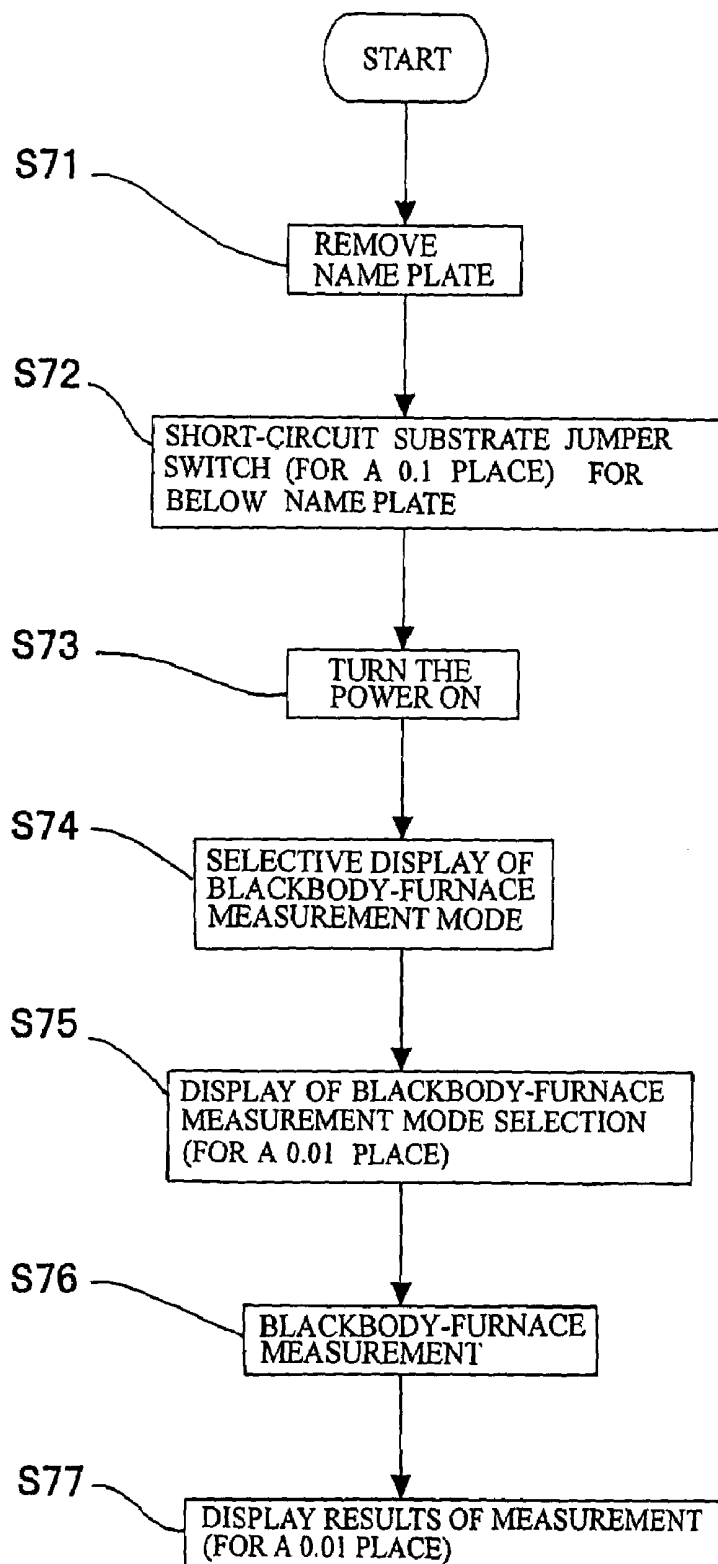 START
S71
REMOVE
NAME PLATE
S72
SHORT-CIRCUIT SUBSTRATE JUMPER
SWITCH (FOR A 0.1 PLACE) FOR
BELOW NAME PLATE
S73
TURN THE
POWER ON
S74
SELECTIVE DISPLAY OF
BLACKBODY-FURNACE
MEASUREMENT MODE
S75
DISPLAY OF BLACKBODY-FURNACE
MEASUREMENT MODE SELECTION
(FOR A 0.01 PLACE)
S76
BLACKBODY-FURNACE
MEASUREMENT
S77
DISPLAY RESULTS OF MEASUREMENT
(FOR A 0.01 PLACE)